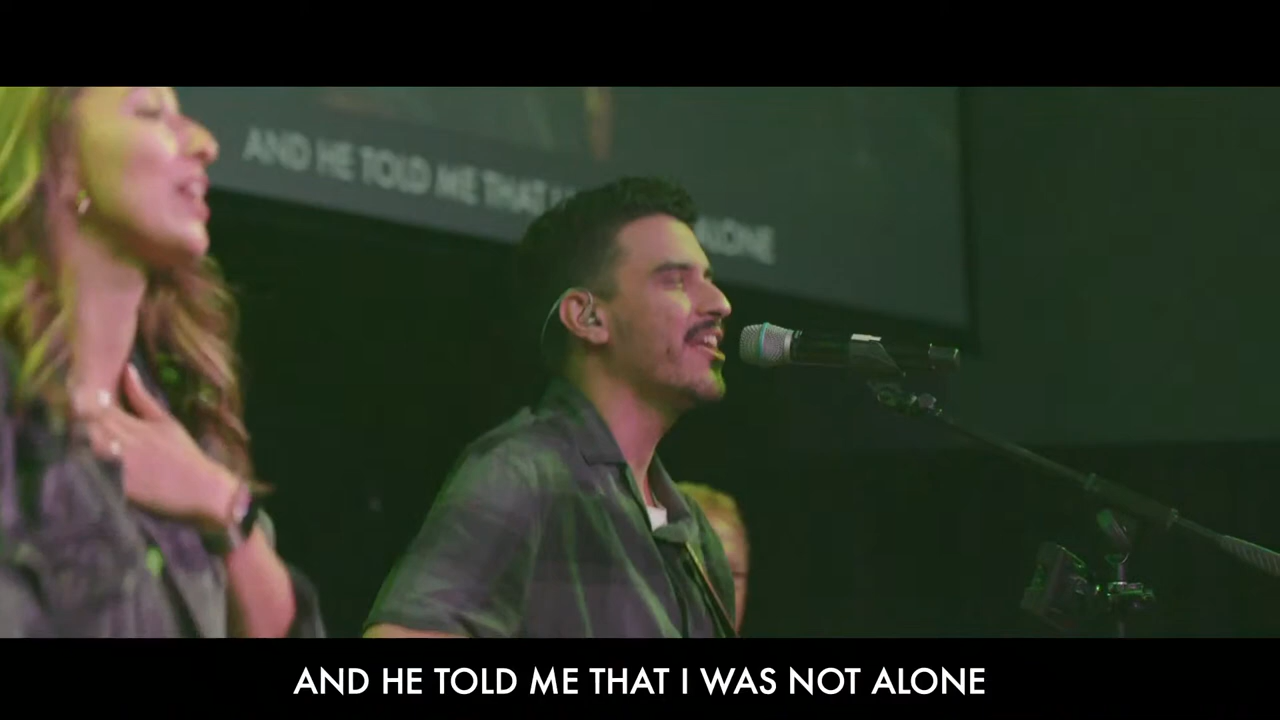 AND HE TOLD ME THAT ALONE
AND HE TOLD ME THAT I WAS NOT ALONE